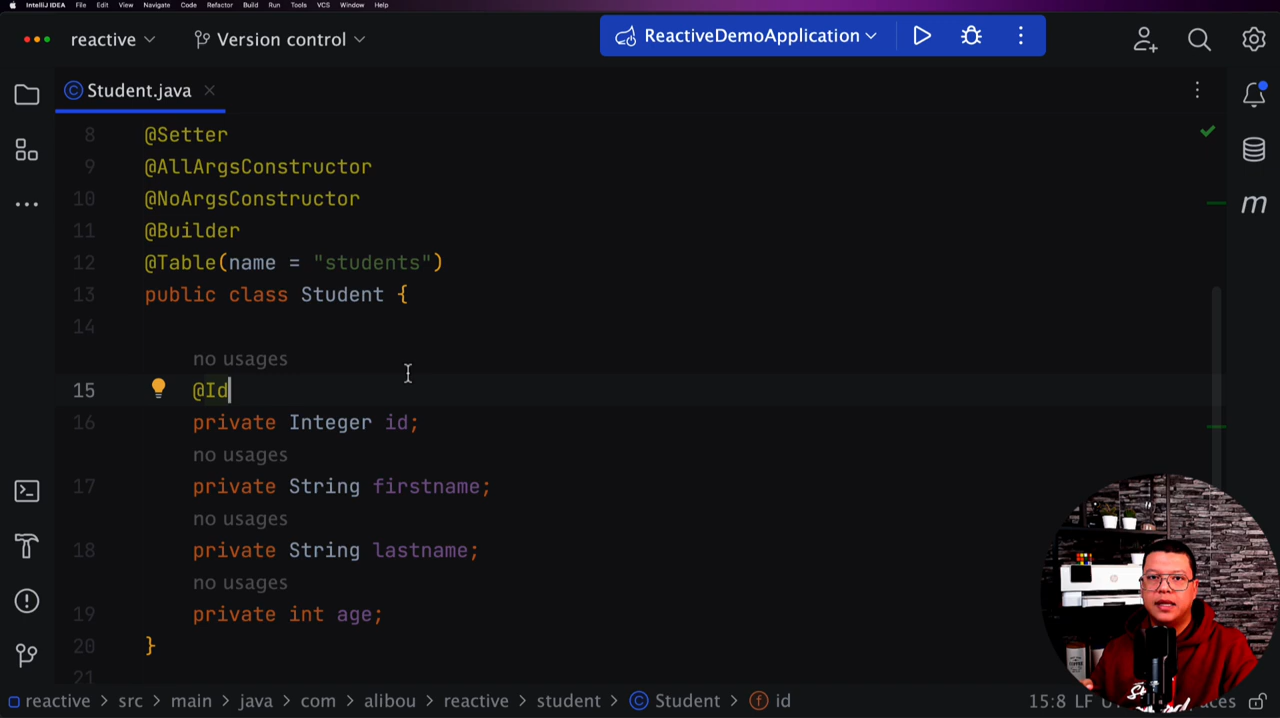 IntelliJ IDEA File Edit View Navigate Code Refactor Build Run Tools VCS Window Help
reactive Version control ReactiveDemoApplication
Student.java
8 @Setter
9 @AllArgsConstructor
10 @NoArgsConstructor
11 @Builder
12 @Table(name = "students")
13 public class Student {
14
no usages
15 @Id
16 private Integer id;
no usages
17 private String firstname;
no usages
18 private String lastname;
no usages
19 private int age;
20 }
21
reactive > src > main > java > com > alibou > reactive > student > Student > id 15:8 LF